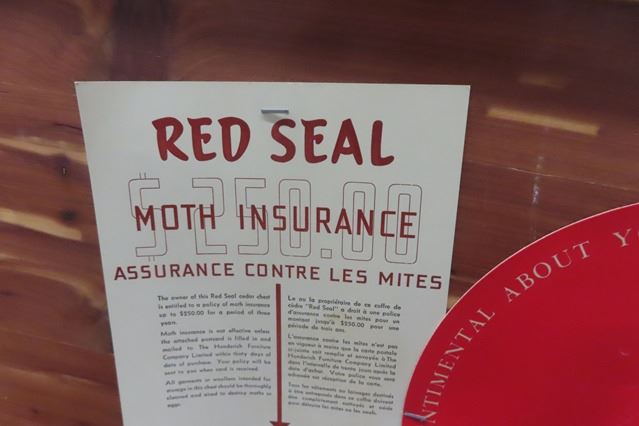 RED SEAL
$250.00
MOTH INSURANCE
ASSURANCE CONTRE LES MITES
The owner of this Red Seal cedar chest
is entitled to a policy of moth insurance
up to $250.00 for a period of three
years.
Moth insurance is not effective unless
the attached postcard is filled in and
mailed to The Honderich Furniture
Company Limited within thirty days of
date of purchase. Your policy will be
sent to you when card is received.
All garments or woollens intended for
storage in this chest should be thoroughly
cleaned and aired to destroy moths or
eggs.
Le ou la propriétaire de ce coffre de
cèdre "Red Seal" a droit à une police
d'assurance contre les mites pour un
montant jusqu'à $250.00 pour une
période de trois ans.
L'assurance contre les mites n'est pas
en vigueur à moins que la carte postale
ci-jointe soit remplie et envoyée à The
Honderich Furniture Company Limited
dans l'intervalle de trente jours après la
date d'achat. Votre police vous sera
adressée sur réception de la carte.
Tous les vêtements ou lainages destinés
à être entreposés dans ce coffre doivent
être complètement nettoyés et aérés
pour détruire les mites ou les oeufs.
NTIMENTAL ABOUT YO